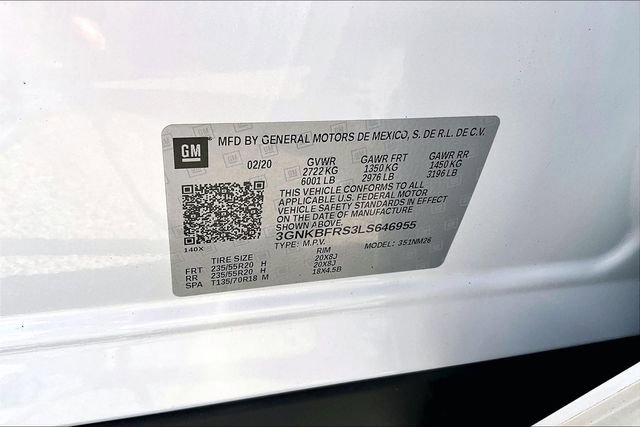 GM
MFD BY GENERAL MOTORS DE MEXICO, S. DE R.L. DE C.V.
02/20 GVWR GAWR FRT GAWR RR
2722 KG 1350 KG 1450 KG
6001 LB 2976 LB 3196 LB
THIS VEHICLE CONFORMS TO ALL
APPLICABLE U.S. FEDERAL MOTOR
VEHICLE SAFETY STANDARDS IN EFFECT
ON THE DATE OF MANUFACTURE
SHOWN ABOVE.
3GNKBFRS3LS646955
140X TYPE: M.P.V. MODEL: 351NM26
TIRE SIZE RIM
FRT 235/55R20 H 20X8J
RR 235/55R20 H 20X8J
SPA T135/70R18 M 18X4.5B